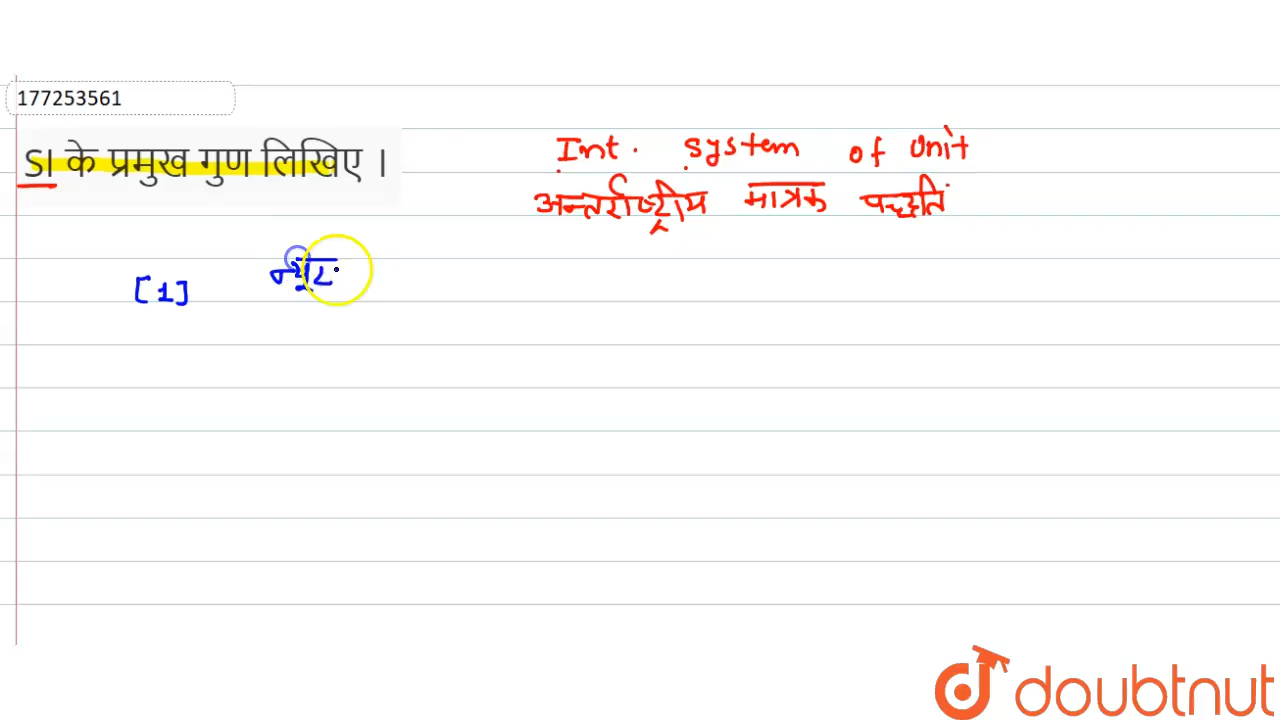 177253561
SI के प्रमुख गुण लिखिए ।
Int. System of Unit
अन्तर्राष्ट्रीय मात्रक पद्धति
[1]
doubtnut